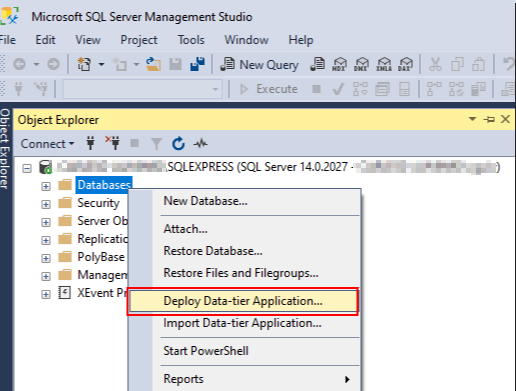 Microsoft SQL Server Management Studio
File Edit View Project Tools Window Help
New Query MDX DMX XMLA DAX
Execute
Object Explorer
Object Explorer
Connect
\SQLEXPRESS (SQL Server 14.0.2027 -
Databases
Security
Server Ob
Replicatio
PolyBase
Managem
XEvent Pr
New Database...
Attach...
Restore Database...
Restore Files and Filegroups...
Deploy Data-tier Application...
Import Data-tier Application...
Start PowerShell
Reports